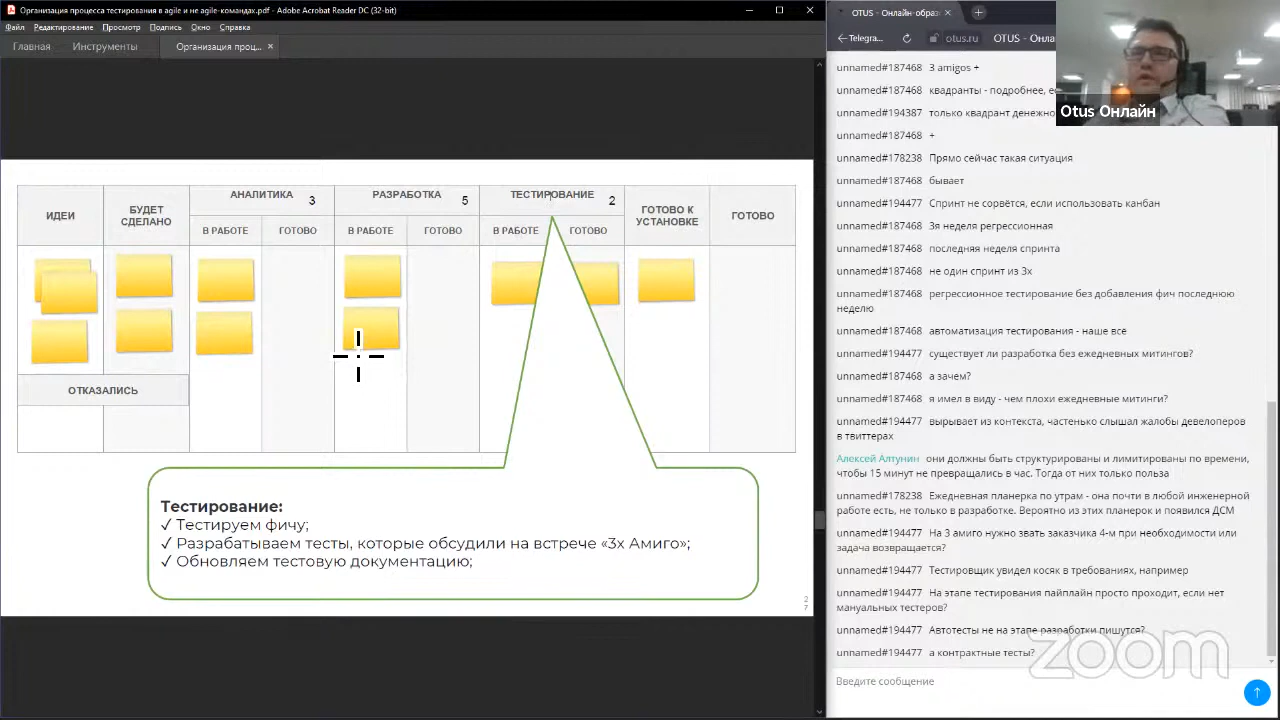 Организация процесса тестирования в agile и не agile-командах.pdf - Adobe Acrobat Reader DC (32-bit)
Файл Редактирование Просмотр Подпись Окно Справка
Главная Инструменты Организация проц... ×
ИДЕИ
БУДЕТ
СДЕЛАНО
АНАЛИТИКА 3
РАЗРАБОТКА 5
ТЕСТИРОВАНИЕ 2
ГОТОВО К
УСТАНОВКЕ
ГОТОВО
В РАБОТЕ ГОТОВО В РАБОТЕ ГОТОВО В РАБОТЕ ГОТОВО
ОТКАЗАЛИСЬ
Тестирование:
✓ Тестируем фичу;
✓ Разрабатываем тесты, которые обсудили на встрече «3х Амиго»;
✓ Обновляем тестовую документацию;
2
7
OTUS - Онлайн-образ
Telegra... otus.ru OTUS - Онла
Otus Онлайн
unnamed#187468 3 amigos +
unnamed#187468 квадранты - подробнее,
unnamed#194387 только квадрант денежно
unnamed#187468 +
unnamed#178238 Прямо сейчас такая ситуация
unnamed#187468 бывает
unnamed#194477 Спринт не сорвётся, если использовать канбан
unnamed#187468 3я неделя регрессионная
unnamed#187468 последняя неделя спринта
unnamed#187468 не один спринт из 3х
unnamed#187468 регрессионное тестирование без добавления фич последнюю
неделю
unnamed#187468 автоматизация тестирования - наше все
unnamed#194477 существует ли разработка без ежедневных митингов?
unnamed#187468 а зачем?
unnamed#187468 я имел в виду - чем плохи ежедневные митинги?
unnamed#194477 вырывает из контекста, частенько слышал жалобы девелоперов
в твиттерах
Алексей Алтунин они должны быть структурированы и лимитированы по времени,
чтобы 15 минут не превращались в час. Тогда от них только польза
unnamed#178238 Ежедневная планерка по утрам - она почти в любой инженерной
работе есть, не только в разработке. Вероятно из этих планерок и появился ДСМ
unnamed#194477 На 3 амиго нужно звать заказчика 4-м при необходимости или
задача возвращается?
unnamed#194477 Тестировщик увидел косяк в требованиях, например
unnamed#194477 На этапе тестирования пайплайн просто проходит, если нет
мануальных тестеров?
unnamed#194477 Автотесты не на этапе разработки пишутся?
unnamed#194477 а контрактные тесты?
zoom
Введите сообщение